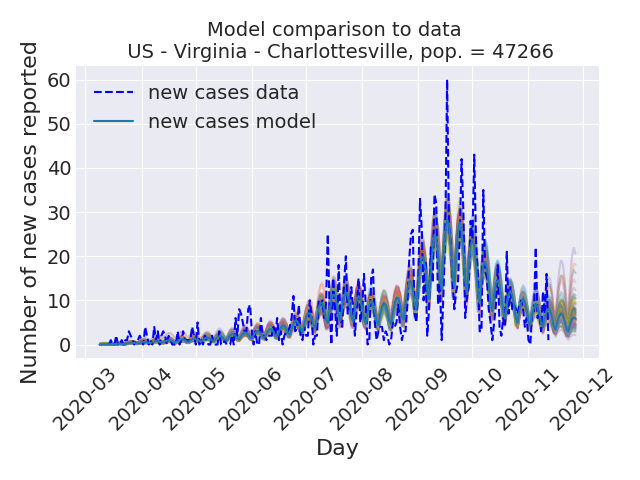 Model comparison to data
US - Virginia - Charlottesville, pop. = 47266
Number of new cases reported
60
50
40
30
20
10
0
new cases data
new cases model
2020-03
2020-04
2020-05
2020-06
2020-07
2020-08
2020-09
2020-10
2020-11
2020-12
Day